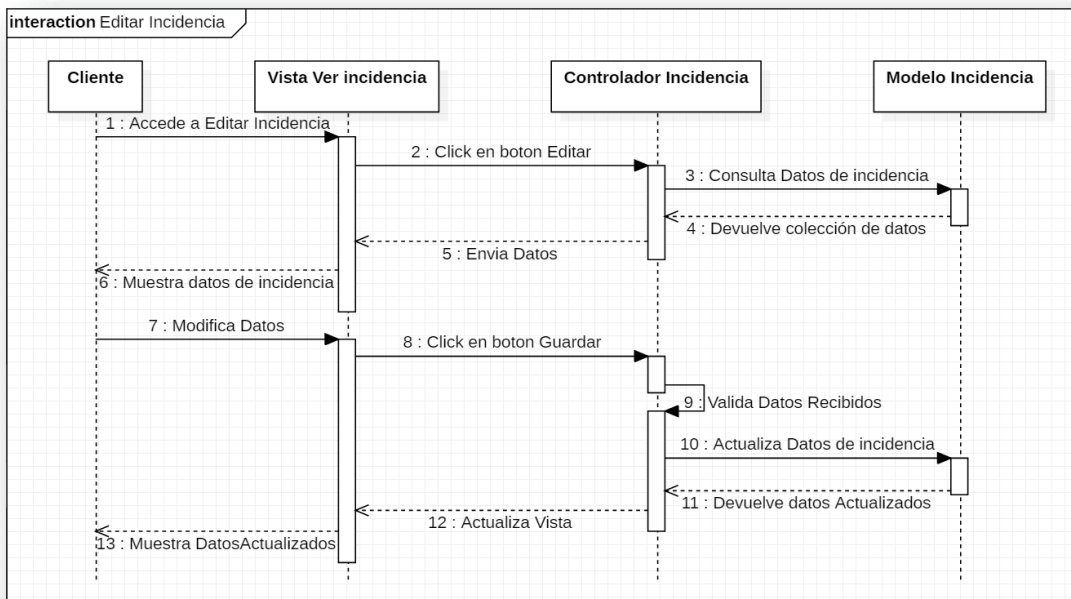 interaction Editar Incidencia
Cliente
Vista Ver incidencia
Controlador Incidencia
Modelo Incidencia
1 : Accede a Editar Incidencia
2 : Click en boton Editar
3 : Consulta Datos de incidencia
4 : Devuelve colección de datos
5 : Envia Datos
6 : Muestra datos de incidencia
7 : Modifica Datos
8 : Click en boton Guardar
9 : Valida Datos Recibidos
10 : Actualiza Datos de incidencia
11 : Devuelve datos Actualizados
12 : Actualiza Vista
13 : Muestra DatosActualizados